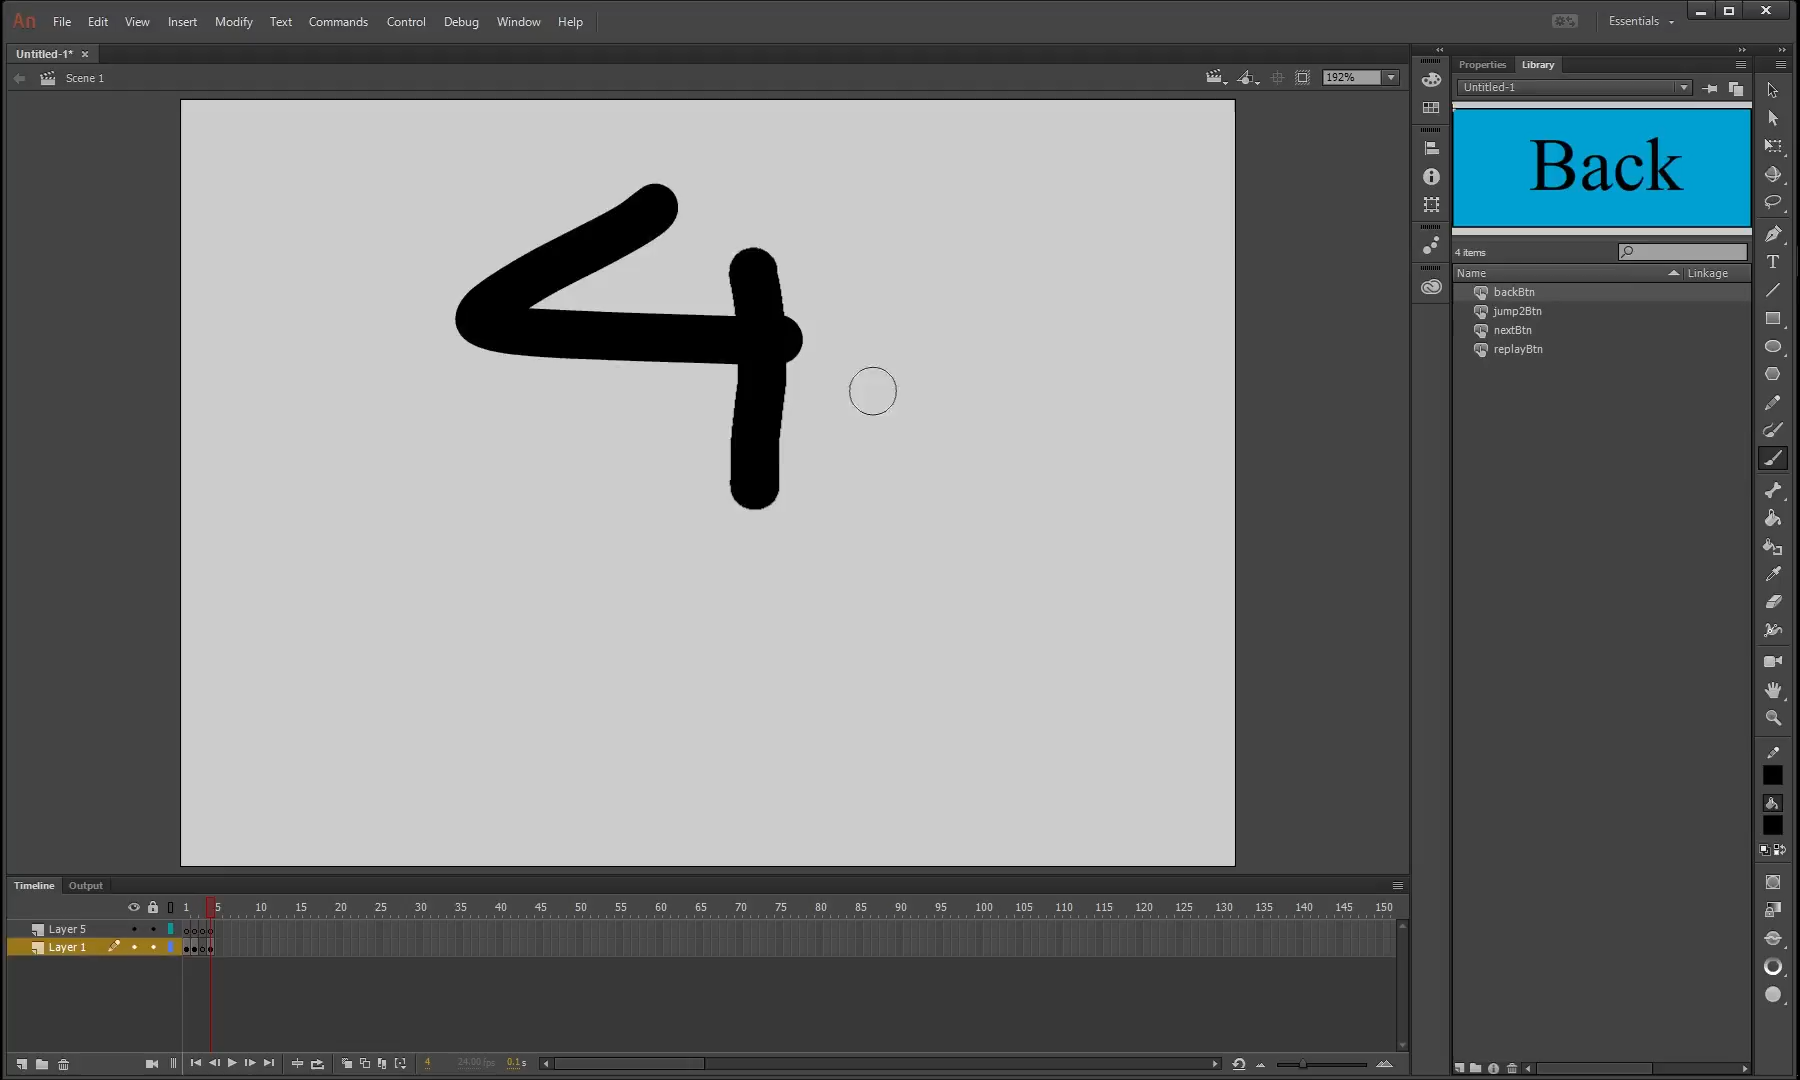 An File Edit View Insert Modify Text Commands Control Debug Window Help Essentials
Untitled-1* ×
Scene 1 192%
Properties Library
Untitled-1
Back
4 items
Name Linkage
backBtn
jump2Btn
nextBtn
replayBtn
4
Timeline Output
1 5 10 15 20 25 30 35 40 45 50 55 60 65 70 75 80 85 90 95 100 105 110 115 120 125 130 135 140 145 150
Layer 5
Layer 1
4 24.00 fps 0.1 s